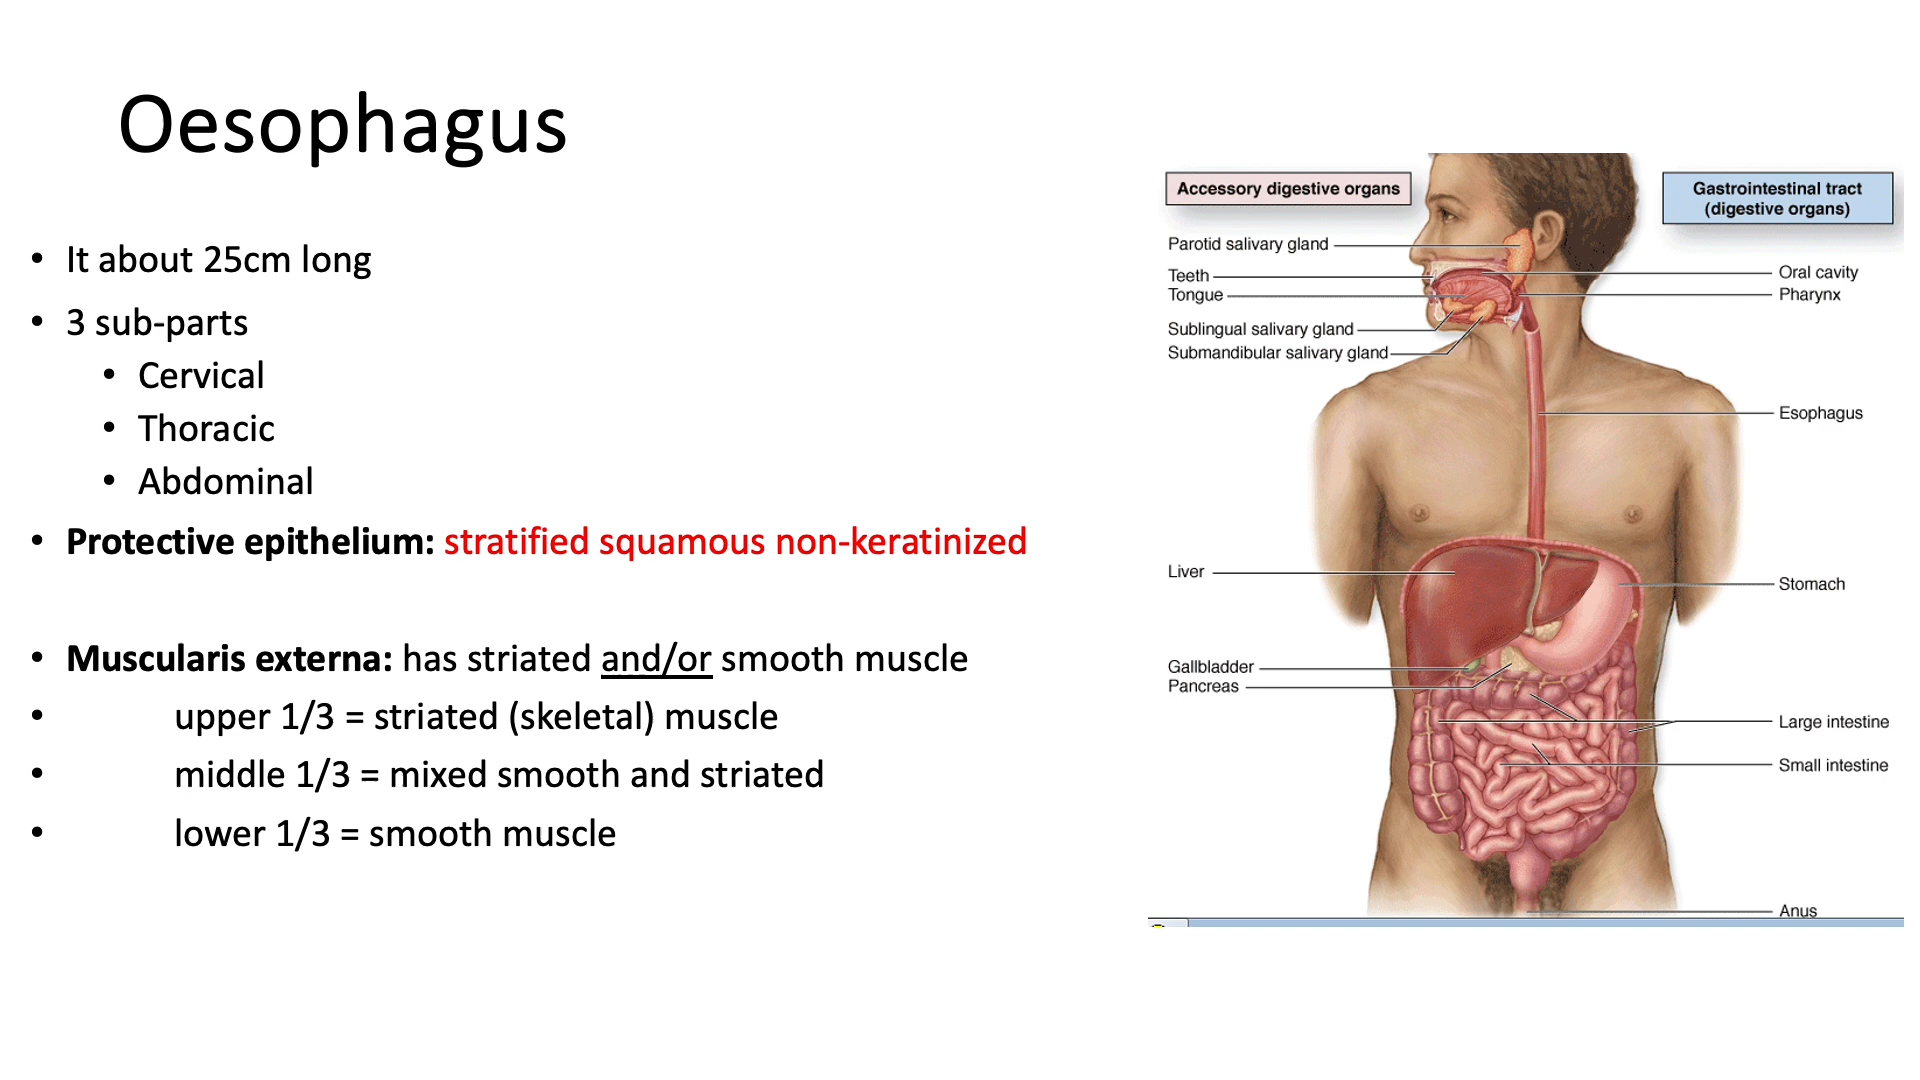 Oesophagus
• It about 25cm long
• 3 sub-parts
• Cervical
• Thoracic
• Abdominal
• Protective epithelium: stratified squamous non-keratinized
• Muscularis externa: has striated and/or smooth muscle
• upper 1/3 = striated (skeletal) muscle
• middle 1/3 = mixed smooth and striated
• lower 1/3 = smooth muscle
Accessory digestive organs
Parotid salivary gland
Teeth
Tongue
Sublingual salivary gland
Submandibular salivary gland
Liver
Gallbladder
Pancreas
Gastrointestinal tract
(digestive organs)
Oral cavity
Pharynx
Esophagus
Stomach
Large intestine
Small intestine
Anus